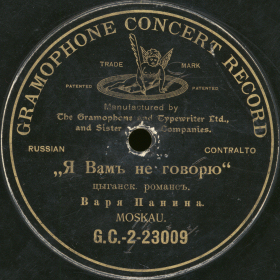 GRAMOPHONE CONCERT RECORD
TRADE MARK
PATENTED PATENTED
Manufactured by
The Gramophone and Typewriter Ltd.,
and Sister Companies.
RUSSIAN CONTRALTO
„Я Вамъ не говорю“
цыганск. романсъ.
Варя Панина.
MOSKAU.
G.C.-2-23009